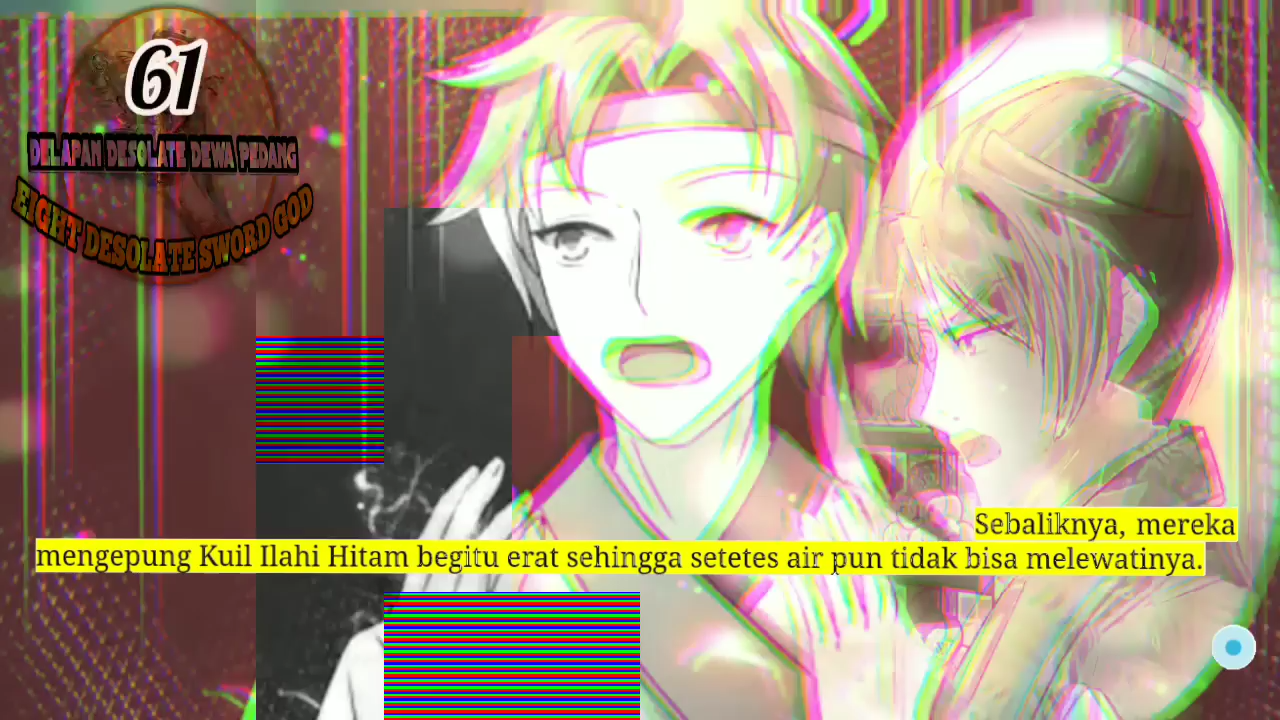 61
DELAPAN DESOLATE DEWA PEDANG
EIGHT DESOLATE SWORD GOD
Sebaliknya, mereka
mengepung Kuil Ilahi Hitam begitu erat sehingga setetes air pun tidak bisa melewatinya.